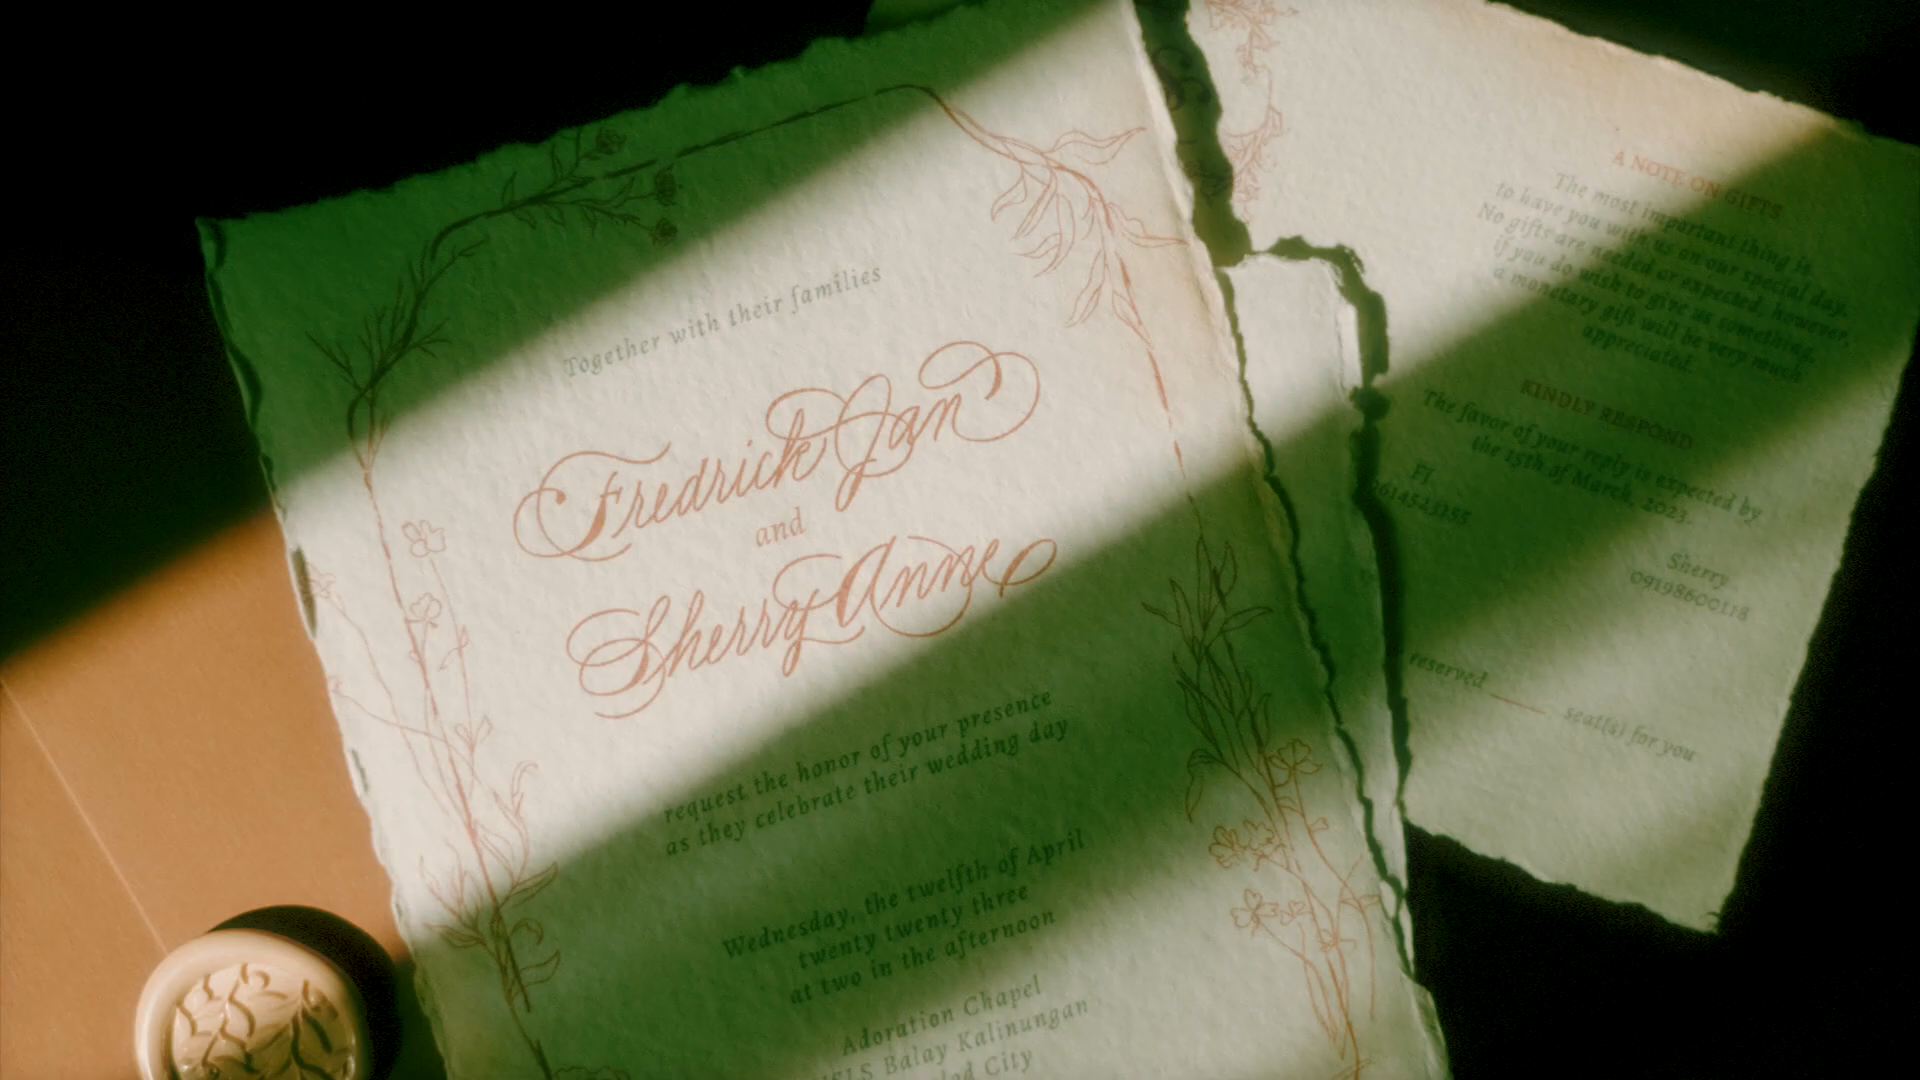 Together with their families
Fredrick Jan
and
Sherry Anne
request the honor of your presence
as they celebrate their wedding day
Wednesday, the twelfth of April
twenty twenty three
at two in the afternoon
Adoration Chapel
Balay Kalinungan
City
A NOTE ON GIFTS
The most important thing is
to have you with us on our special day.
No gifts are needed or expected, however,
if you do wish to give us something,
a monetary gift will be very much
appreciated.
KINDLY RESPOND
The favor of your reply is expected by
the 15th of March, 2023.
FJ
0614523155
Sherry
09198600118
reserved ____ seat(s) for you